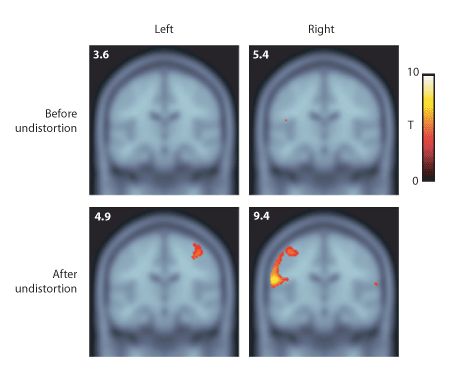 Left
Right
3.6
5.4
Before
undistortion
10
T
0
4.9
9.4
After
undistortion